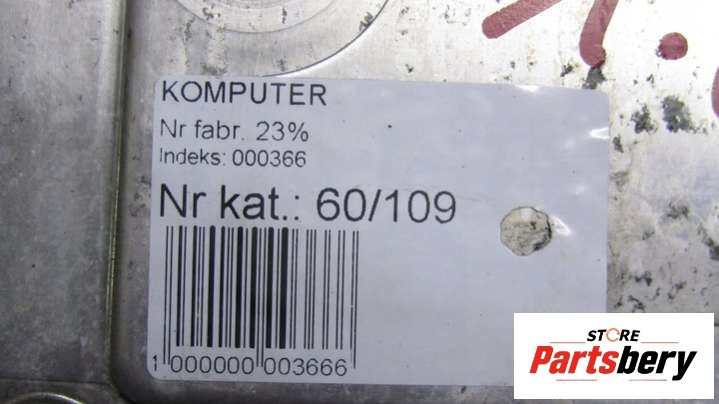 KOMPUTER
Nr fabr. 23%
Indeks: 000366
Nr kat.: 60/109
1 000000 003666
STORE
Partsbery